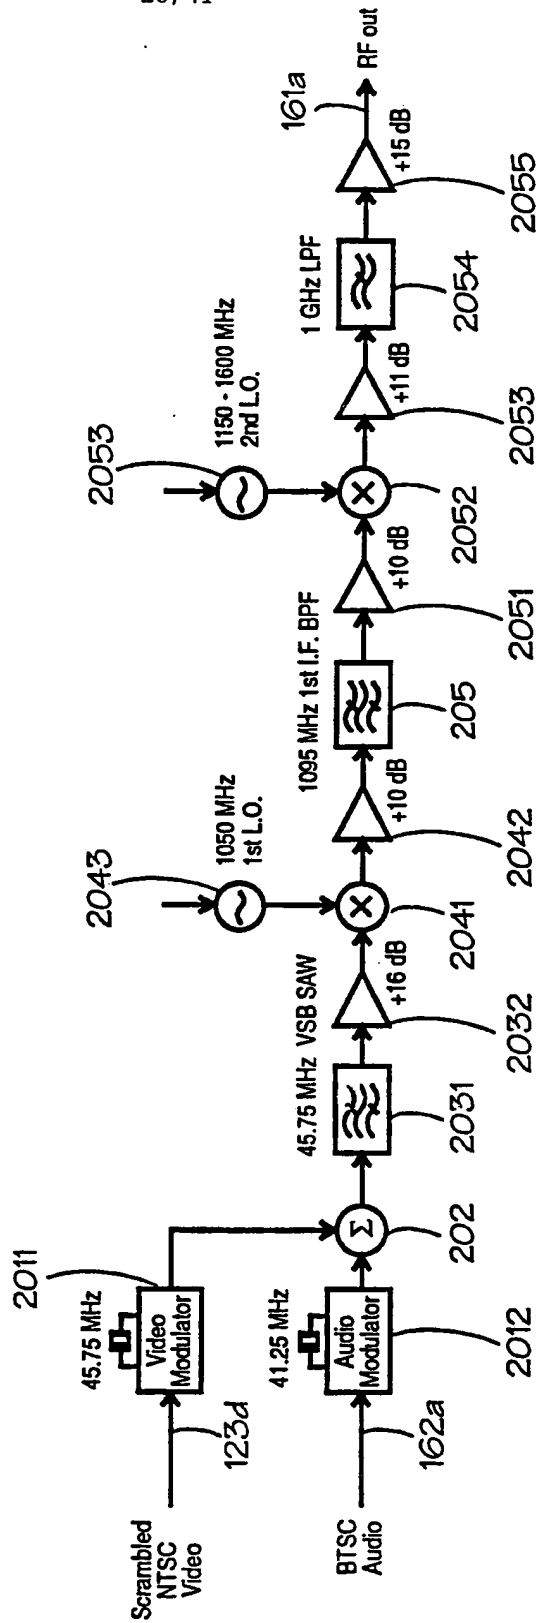 Scrambled
NTSC
Video
123d
45.75 MHz
Video
Modulator
2011
BTSC
Audio
162a
41.25 MHz
Audio
Modulator
2012
Σ
202
45.75 MHz VSB SAW
2031
+16 dB
2032
1050 MHz
1st L.O.
2043
2041
+10 dB
2042
1095 MHz 1st I.F. BPF
205
+10 dB
2051
1150 - 1600 MHz
2nd L.O.
2053
2052
+11 dB
2053
1 GHz LPF
2054
+15 dB
2055
161a
RF out